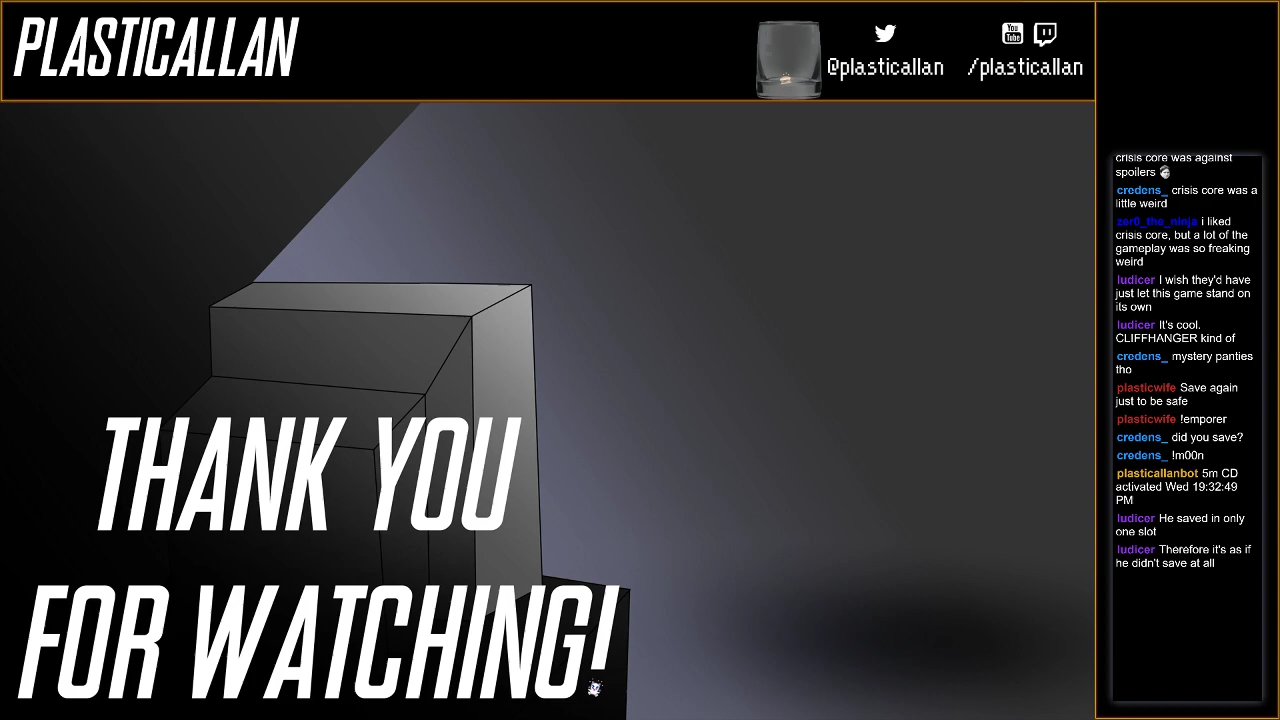 PLASTICALLAN
@plasticallan
You Tube
/plasticallan
crisis core was against
spoilers
credens_ crisis core was a
little weird
zer0_the_ninja i liked
crisis core, but a lot of the
gameplay was so freaking
weird
ludicer I wish they'd have
just let this game stand on
its own
ludicer It's cool.
CLIFFHANGER kind of
credens_ mystery panties
tho
plasticwife Save again
just to be safe
plasticwife !emporer
credens_ did you save?
credens_ !m00n
plasticallanbot 5m CD
activated Wed 19:32:49
PM
ludicer He saved in only
one slot
ludicer Therefore it's as if
he didn't save at all
THANK YOU
FOR WATCHING!